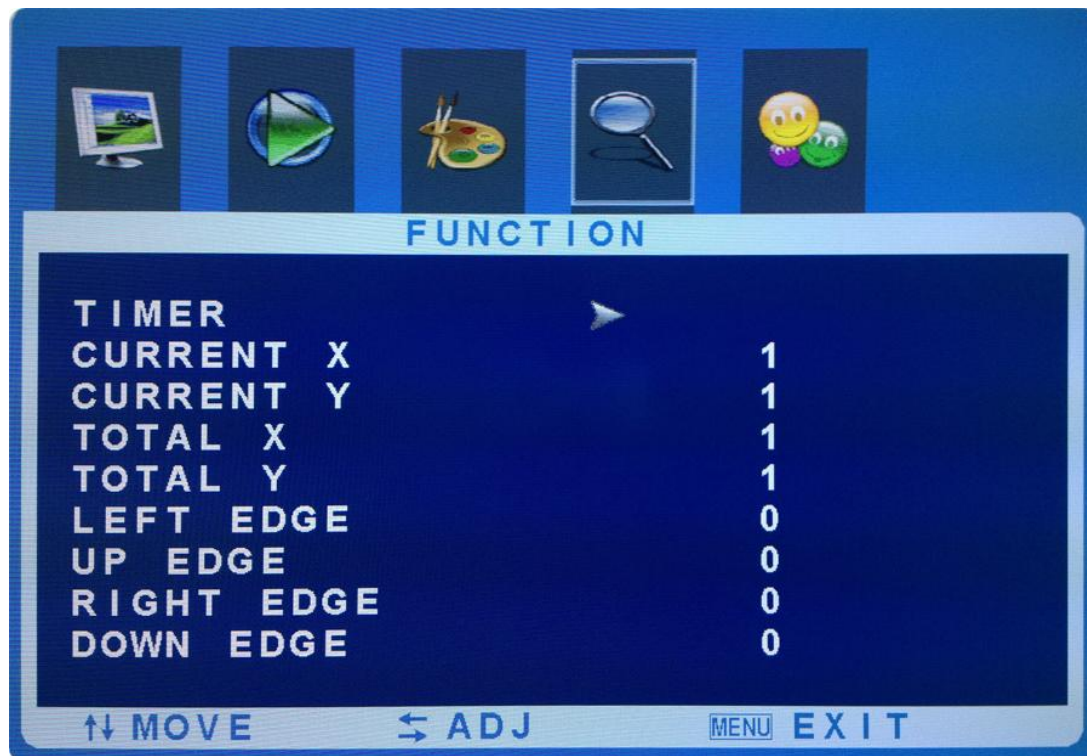 FUNCTION
TIMER
CURRENT X 1
CURRENT Y 1
TOTAL X 1
TOTAL Y 1
LEFT EDGE 0
UP EDGE 0
RIGHT EDGE 0
DOWN EDGE 0
↑↓ MOVE ⇆ ADJ MENU EXIT